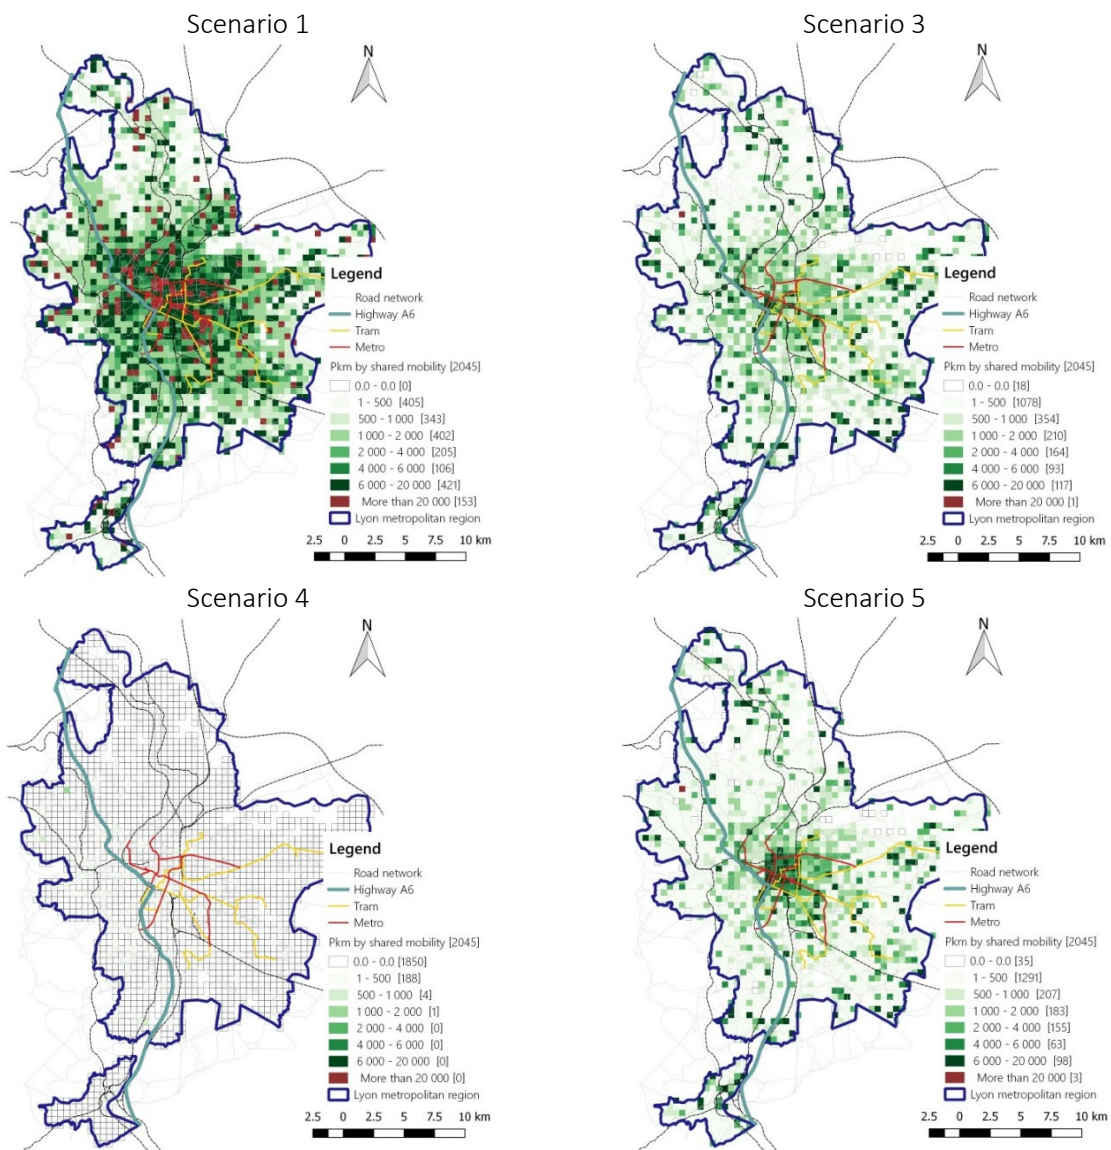 Scenario 1
N
Legend
Road network
Highway A6
Tram
Metro
Pkm by shared mobility [2045]
0.0 - 0.0 [0]
1 - 500 [405]
500 - 1 000 [343]
1 000 - 2 000 [402]
2 000 - 4 000 [205]
4 000 - 6 000 [106]
6 000 - 20 000 [421]
More than 20 000 [153]
Lyon metropolitan region
2.5 0 2.5 5 7.5 10 km
Scenario 3
N
Legend
Road network
Highway A6
Tram
Metro
Pkm by shared mobility [2045]
0.0 - 0.0 [18]
1 - 500 [1078]
500 - 1 000 [354]
1 000 - 2 000 [210]
2 000 - 4 000 [164]
4 000 - 6 000 [93]
6 000 - 20 000 [117]
More than 20 000 [1]
Lyon metropolitan region
2.5 0 2.5 5 7.5 10 km
Scenario 4
N
Legend
Road network
Highway A6
Tram
Metro
Pkm by shared mobility [2045]
0.0 - 0.0 [1850]
1 - 500 [188]
500 - 1 000 [4]
1 000 - 2 000 [1]
2 000 - 4 000 [0]
4 000 - 6 000 [0]
6 000 - 20 000 [0]
More than 20 000 [0]
Lyon metropolitan region
2.5 0 2.5 5 7.5 10 km
Scenario 5
N
Legend
Road network
Highway A6
Tram
Metro
Pkm by shared mobility [2045]
0.0 - 0.0 [35]
1 - 500 [1291]
500 - 1 000 [207]
1 000 - 2 000 [183]
2 000 - 4 000 [155]
4 000 - 6 000 [63]
6 000 - 20 000 [98]
More than 20 000 [3]
Lyon metropolitan region
2.5 0 2.5 5 7.5 10 km